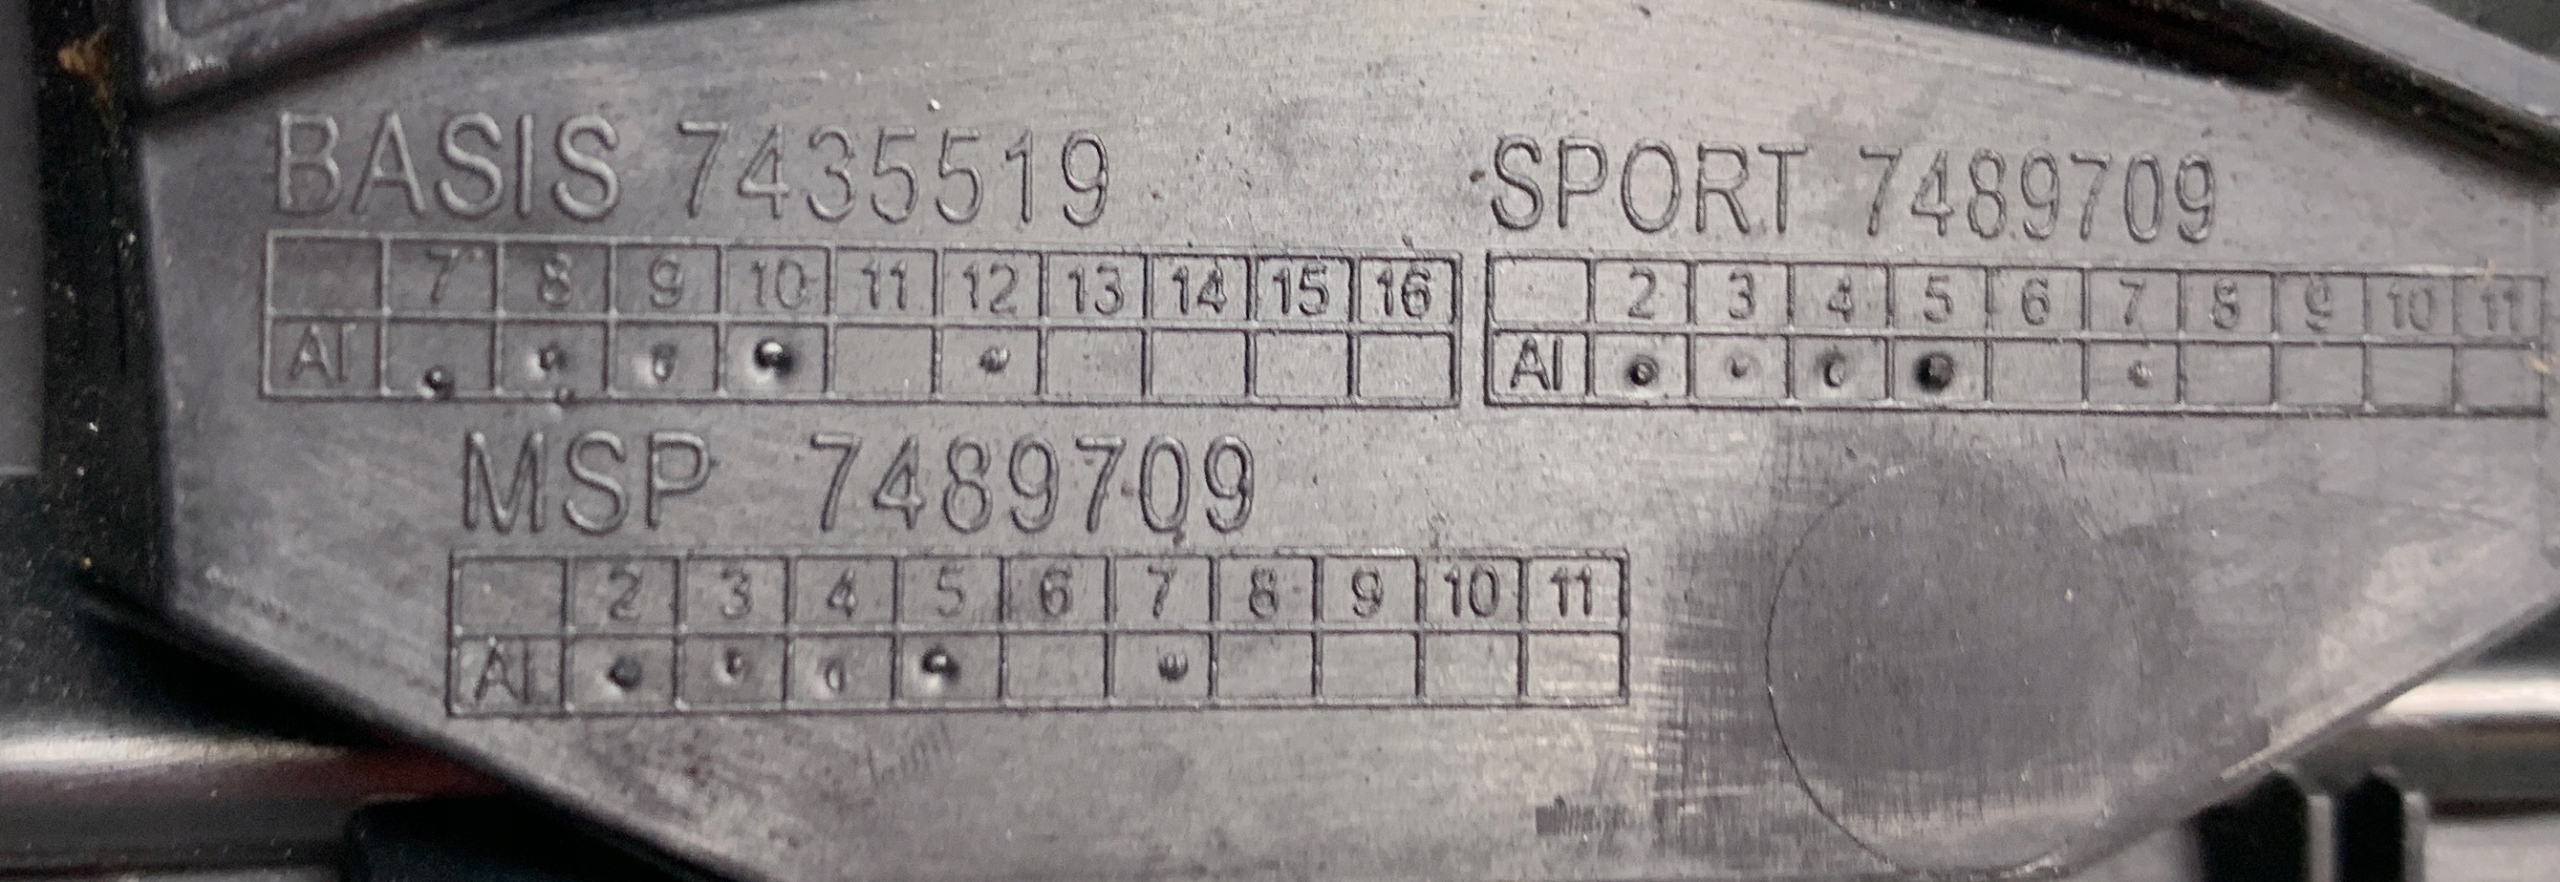 BASIS 7435519
7 8 9 10 11 12 13 14 15 16
AI
SPORT 7489709
2 3 4 5 6 7 8 9 10 11
AI
MSP 7489709
2 3 4 5 6 7 8 9 10 11
AI